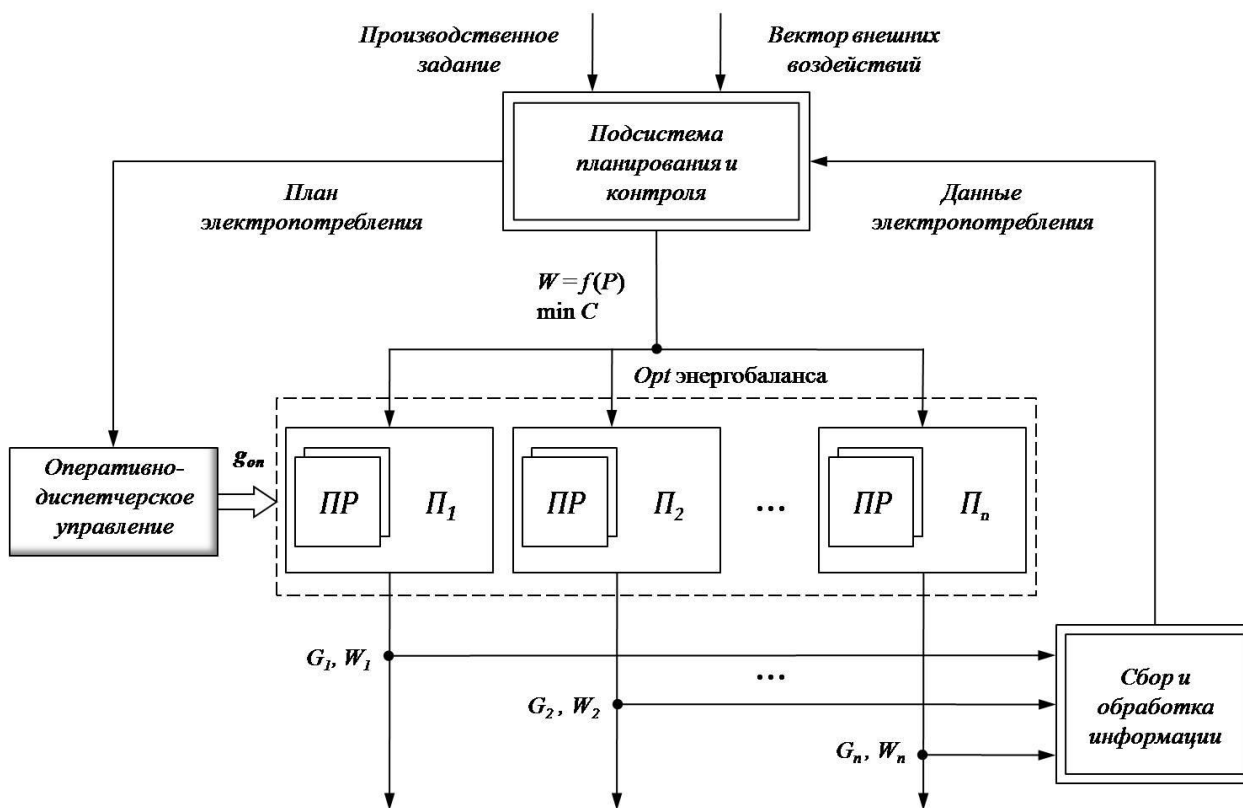 Производственное
задание
Вектор внешних
воздействий
Подсистема
планирования и
контроля
План
электропотребления
Данные
электропотребления
W = f(P)
min C
Opt энергобаланса
Оперативно-
диспетчерское
управление
gоп
ПР П1
ПР П2
...
ПР Пn
G1, W1
...
G2, W2
Gn, Wn
Сбор и
обработка
информации